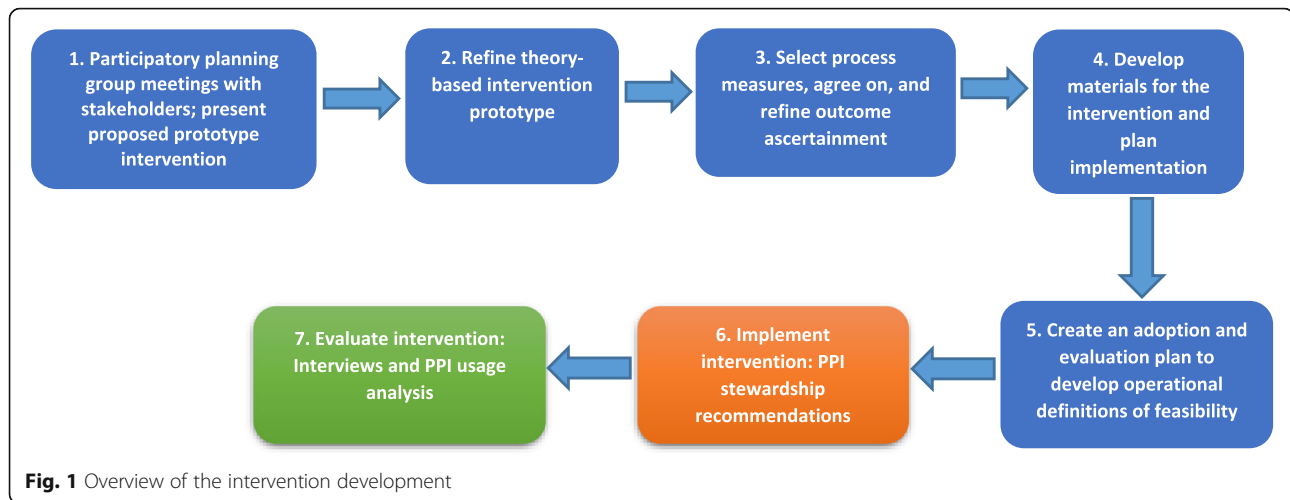 1. Participatory planning
group meetings with
stakeholders; present
proposed prototype
intervention
2. Refine theory-
based intervention
prototype
3. Select process
measures, agree on, and
refine outcome
ascertainment
4. Develop
materials for the
intervention and
plan
implementation
5. Create an adoption and
evaluation plan to
develop operational
definitions of feasibility
6. Implement
intervention: PPI
stewardship
recommendations
7. Evaluate intervention:
Interviews and PPI usage
analysis
Fig. 1 Overview of the intervention development